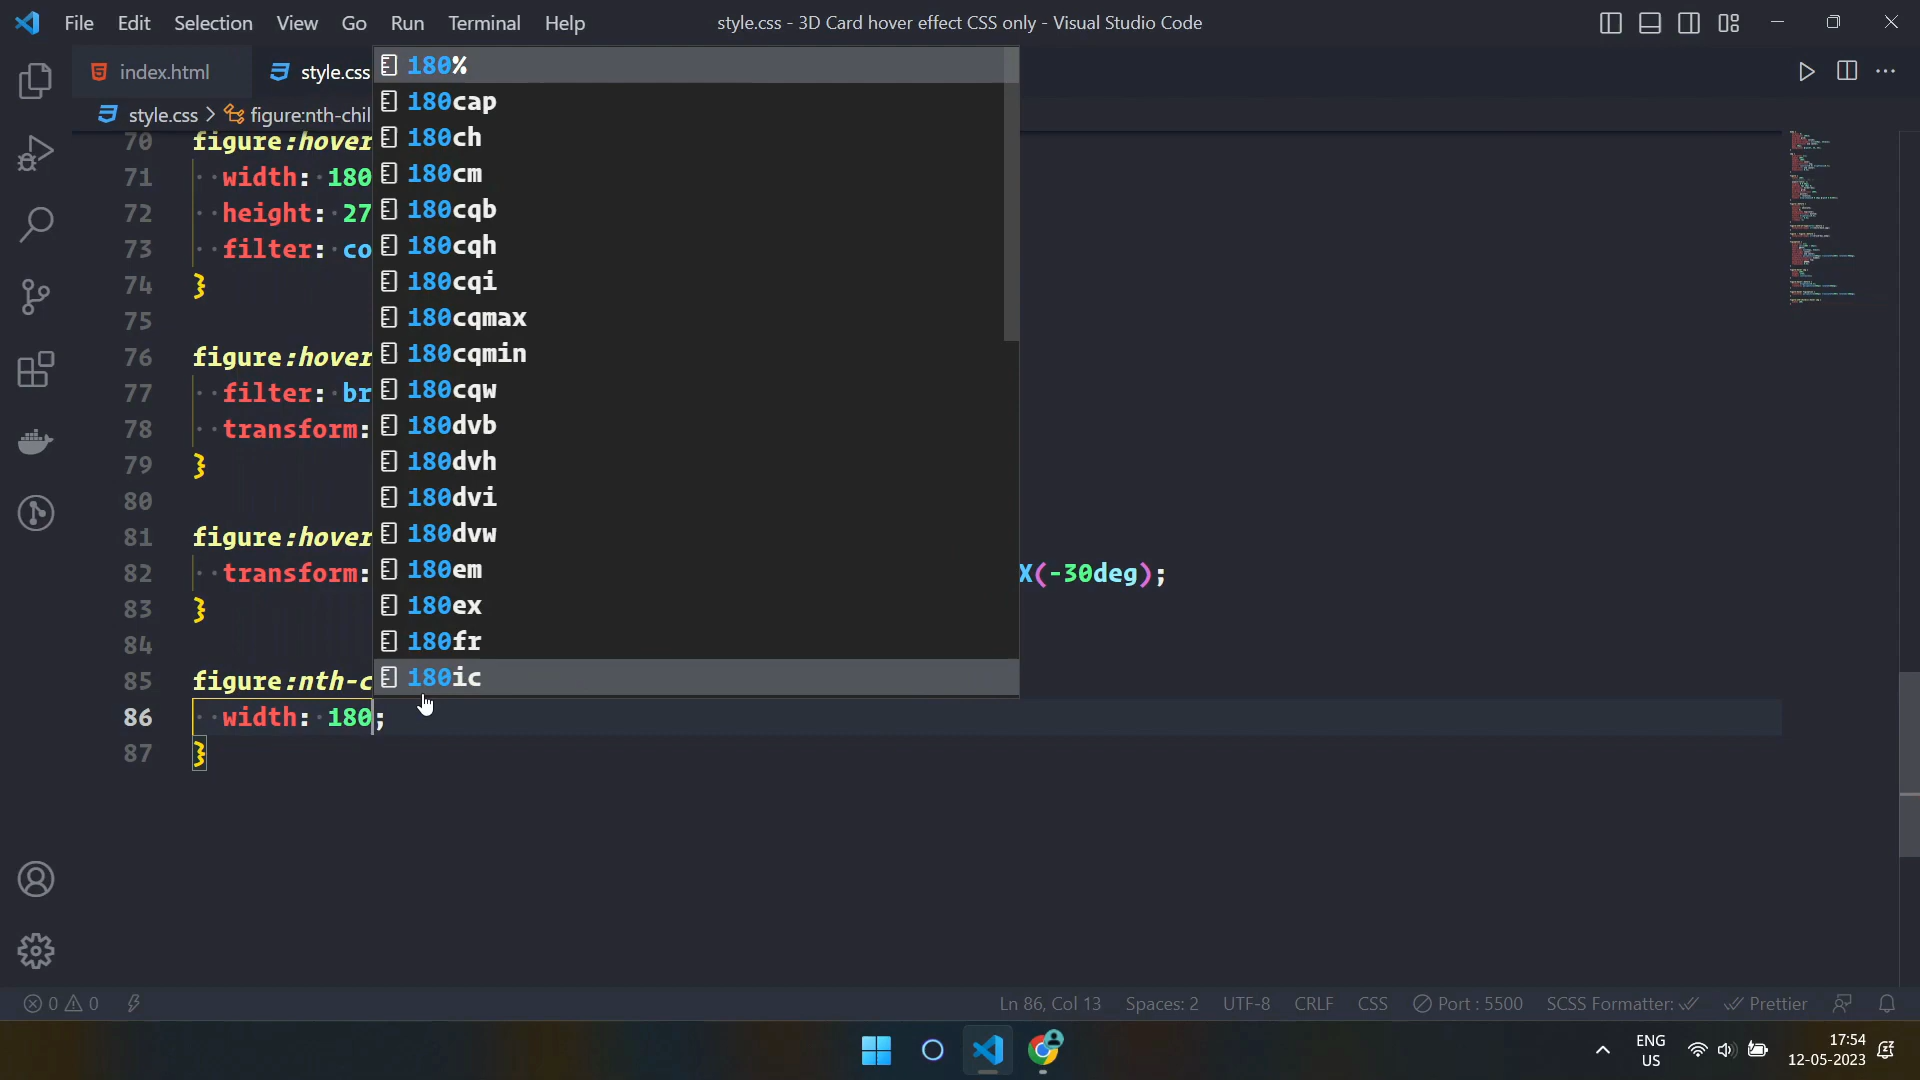 File Edit Selection View Go Run Terminal Help
style.css - 3D Card hover effect CSS only - Visual Studio Code
index.html
style.css
style.css > figure:nth-chil
70 figure:hover
71 width: 180
72 height: 27
73 filter: co
74 }
75
76 figure:hover
77 filter: br
78 transform:
79 }
80
81 figure:hover
82 transform: X(-30deg);
83 }
84
85 figure:nth-c
86 width: 180;
87 }
180%
180cap
180ch
180cm
180cqb
180cqh
180cqi
180cqmax
180cqmin
180cqw
180dvb
180dvh
180dvi
180dvw
180em
180ex
180fr
180ic
0 0
Ln 86, Col 13 Spaces: 2 UTF-8 CRLF CSS Port : 5500 SCSS Formatter: Prettier
ENG
US
17:54
12-05-2023